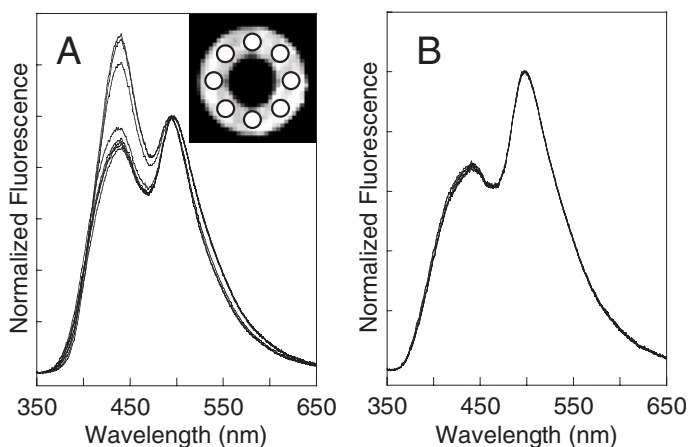 A
Normalized Fluorescence
350 450 550 650
Wavelength (nm)
B
Normalized Fluorescence
350 450 550 650
Wavelength (nm)